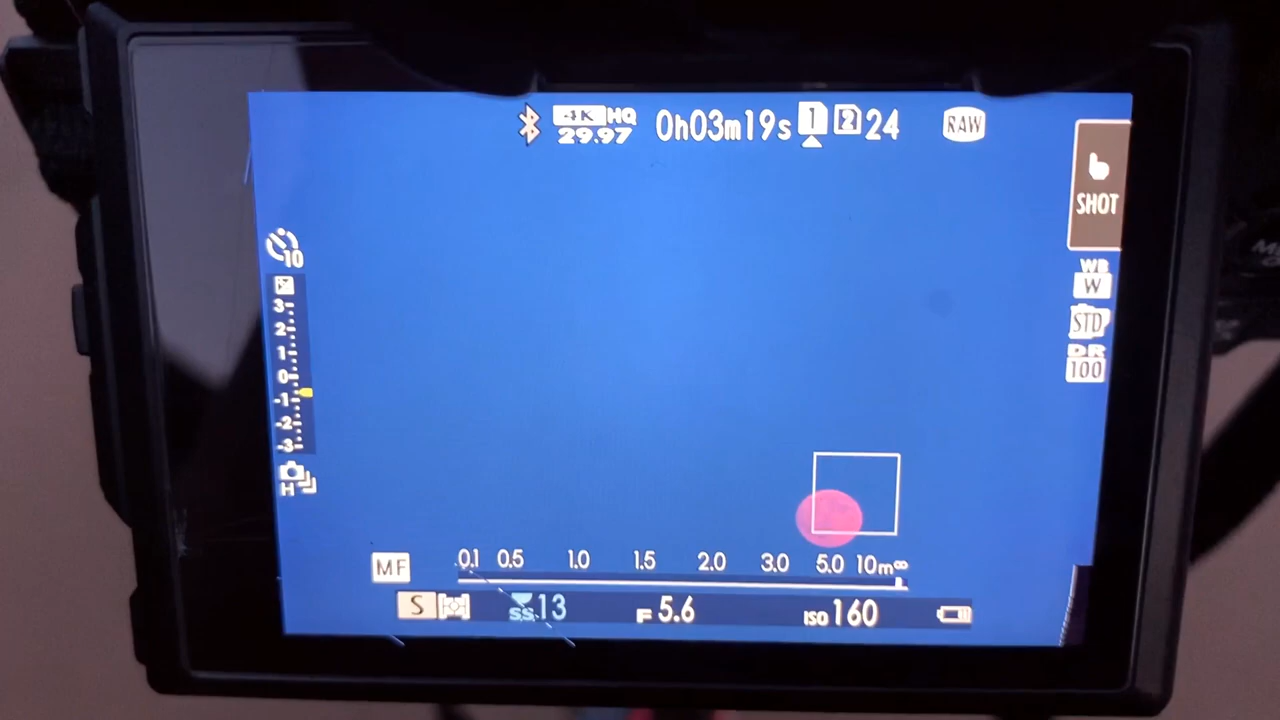 4K HQ
29.97
0h03m19s 1 2 24 RAW
SHOT
10
3
2
1
0
-1
-2
-3
H
WB
W
STD
DR
100
MF
0.1 0.5 1.0 1.5 2.0 3.0 5.0 10m∞
S SS 13 F 5.6 ISO 160